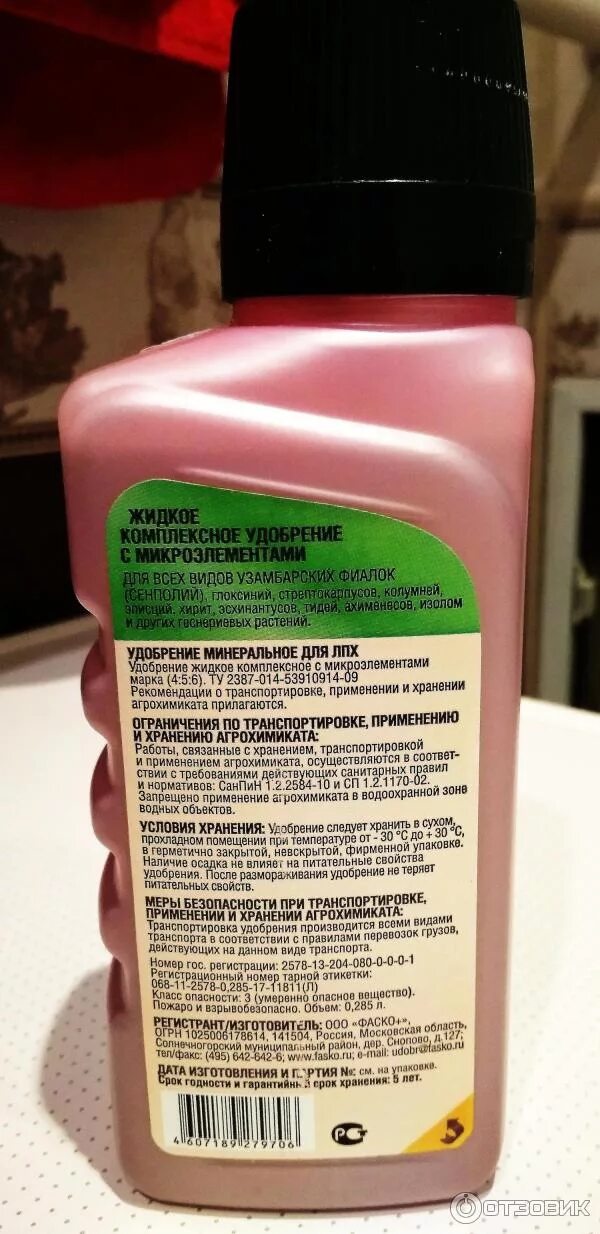 ЖИДКОЕ
КОМПЛЕКСНОЕ УДОБРЕНИЕ
С МИКРОЭЛЕМЕНТАМИ
ДЛЯ ВСЕХ ВИДОВ УЗАМБАРСКИХ ФИАЛОК
(СЕНПОЛИЙ), глоксиний, стрептокарпусов, колумней,
эписций, хирит, эсхинантусов, тидей, ахименесов, изолом
и других геснериевых растений.
УДОБРЕНИЕ МИНЕРАЛЬНОЕ ДЛЯ ЛПХ
Удобрение жидкое комплексное с микроэлементами
марка (4:5:6). ТУ 2387-014-53910914-09
Рекомендации о транспортировке, применении и хранении
агрохимиката прилагаются.
ОГРАНИЧЕНИЯ ПО ТРАНСПОРТИРОВКЕ, ПРИМЕНЕНИЮ
И ХРАНЕНИЮ АГРОХИМИКАТА:
Работы, связанные с хранением, транспортировкой
и применением агрохимиката, осуществляются в соответ-
ствии с требованиями действующих санитарных правил
и нормативов: СанПиН 1.2.2584-10 и СП 1.2.1170-02.
Запрещено применение агрохимиката в водоохранной зоне
водных объектов.
УСЛОВИЯ ХРАНЕНИЯ: Удобрение следует хранить в сухом,
прохладном помещении при температуре от - 30 °С до + 30 °С,
в герметично закрытой, невскрытой, фирменной упаковке.
Наличие осадка не влияет на питательные свойства
удобрения. После размораживания удобрение не теряет
питательных свойств.
МЕРЫ БЕЗОПАСНОСТИ ПРИ ТРАНСПОРТИРОВКЕ,
ПРИМЕНЕНИИ И ХРАНЕНИИ АГРОХИМИКАТА:
Транспортировка удобрения производится всеми видами
транспорта в соответствии с правилами перевозок грузов,
действующих на данном виде транспорта.
Номер гос. регистрации: 2578-13-204-080-0-0-0-1
Регистрационный номер тарной этикетки:
068-11-2578-0,285-17-11811(Л)
Класс опасности: 3 (умеренно опасное вещество).
Пожаро и взрывобезопасно. Объем: 0,285 л.
РЕГИСТРАНТ/ИЗГОТОВИТЕЛЬ: ООО «ФАСКО+»,
ОГРН 1025006178614, 141504, Россия, Московская область,
Солнечногорский муниципальный район, дер. Снопово, д.127;
тел/факс: (495) 642-642-6; www.fasko.ru; e-mail: udobr@fasko.ru
ДАТА ИЗГОТОВЛЕНИЯ И ПАРТИЯ №: см. на упаковке.
Срок годности и гарантийный срок хранения: 5 лет.
4 607189 279706
РСТ
ОТЗОВИК